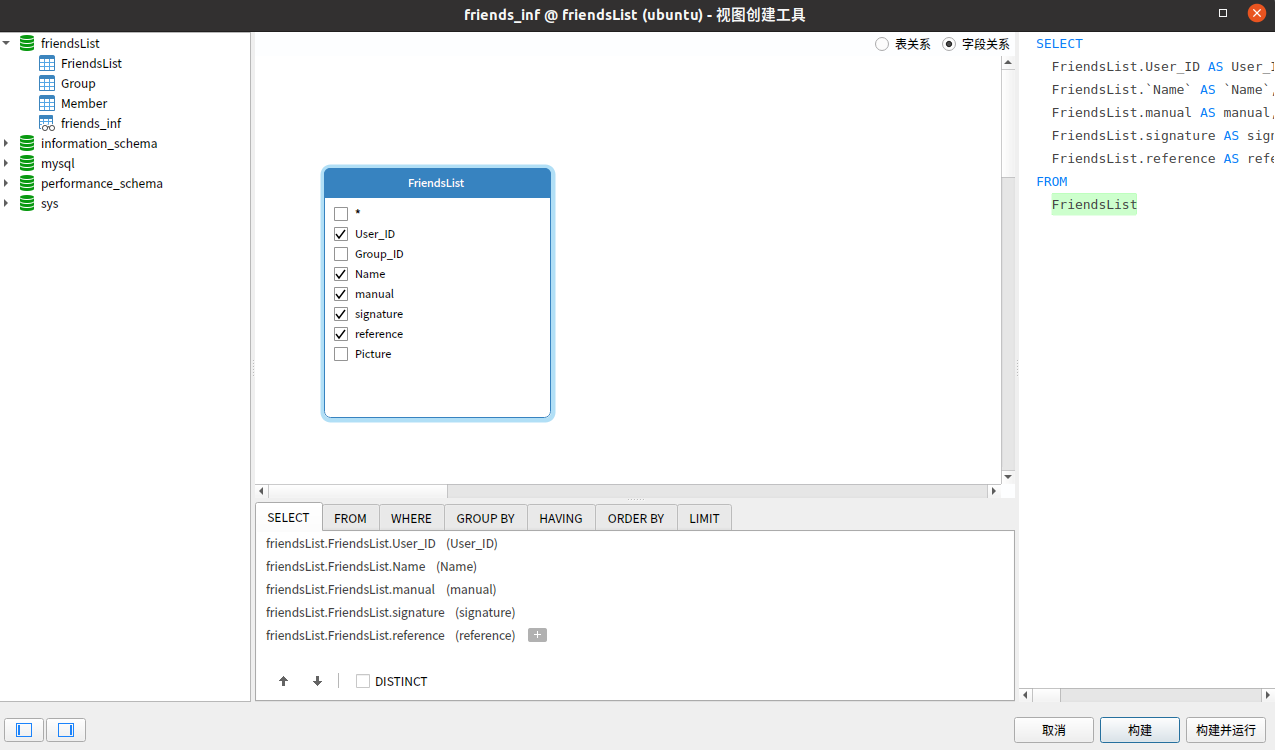 friends_inf @ friendsList (ubuntu) - 视图创建工具
friendsList
FriendsList
Group
Member
friends_inf
information_schema
mysql
performance_schema
sys
表关系 字段关系
FriendsList
*
User_ID
Group_ID
Name
manual
signature
reference
Picture
SELECT FROM WHERE GROUP BY HAVING ORDER BY LIMIT
friendsList.FriendsList.User_ID (User_ID)
friendsList.FriendsList.Name (Name)
friendsList.FriendsList.manual (manual)
friendsList.FriendsList.signature (signature)
friendsList.FriendsList.reference (reference) +
DISTINCT
SELECT
FriendsList.User_ID AS User_I
FriendsList.`Name` AS `Name`,
FriendsList.manual AS manual,
FriendsList.signature AS sign
FriendsList.reference AS refe
FROM
FriendsList
取消 构建 构建并运行